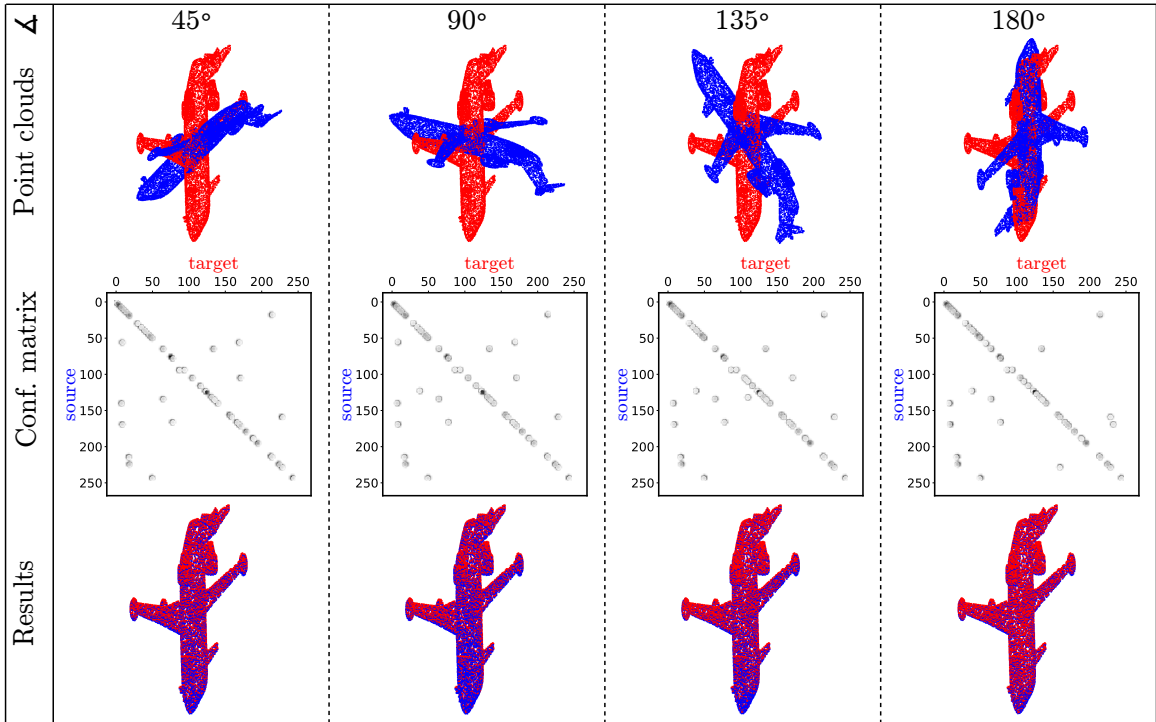 ∡ 45° 90° 135° 180°
Point clouds
target target target target
0 50 100 150 200 250 0 50 100 150 200 250 0 50 100 150 200 250 0 50 100 150 200 250
Conf. matrix
source source source source
0 0 0 0
50 50 50 50
100 100 100 100
150 150 150 150
200 200 200 200
250 250 250 250
Results